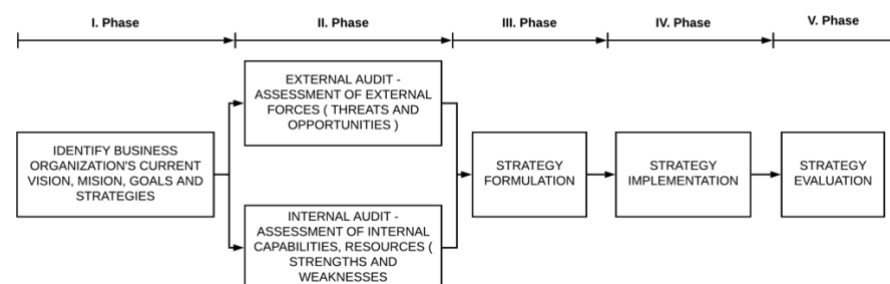 I. Phase
II. Phase
III. Phase
IV. Phase
V. Phase
IDENTIFY BUSINESS
ORGANIZATION'S CURRENT
VISION, MISION, GOALS AND
STRATEGIES
EXTERNAL AUDIT -
ASSESSMENT OF EXTERNAL
FORCES ( THREATS AND
OPPORTUNITIES )
INTERNAL AUDIT -
ASSESSMENT OF INTERNAL
CAPABILITIES, RESOURCES (
STRENGTHS AND
WEAKNESSES
STRATEGY
FORMULATION
STRATEGY
IMPLEMENTATION
STRATEGY
EVALUATION